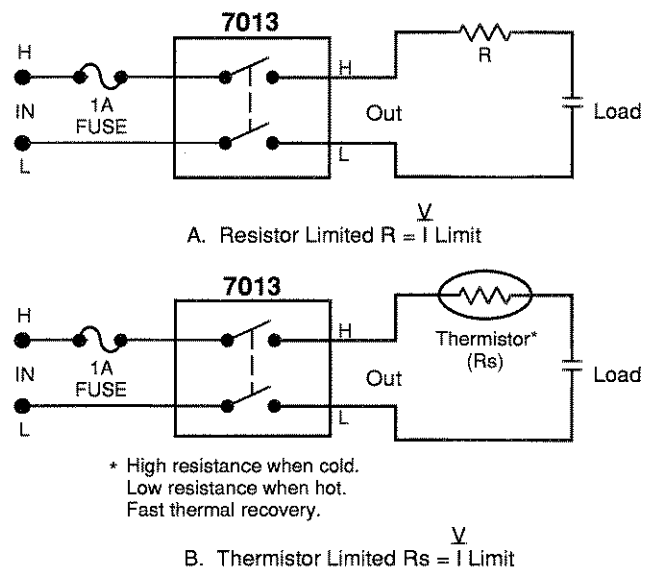 7013
H
H
R
1A
FUSE
IN
Out
Load
L
L
A. Resistor Limited R = V
I Limit
7013
H
H
Thermistor*
(Rs)
1A
FUSE
IN
Out
Load
L
L
* High resistance when cold.
Low resistance when hot.
Fast thermal recovery.
B. Thermistor Limited Rs = V
I Limit